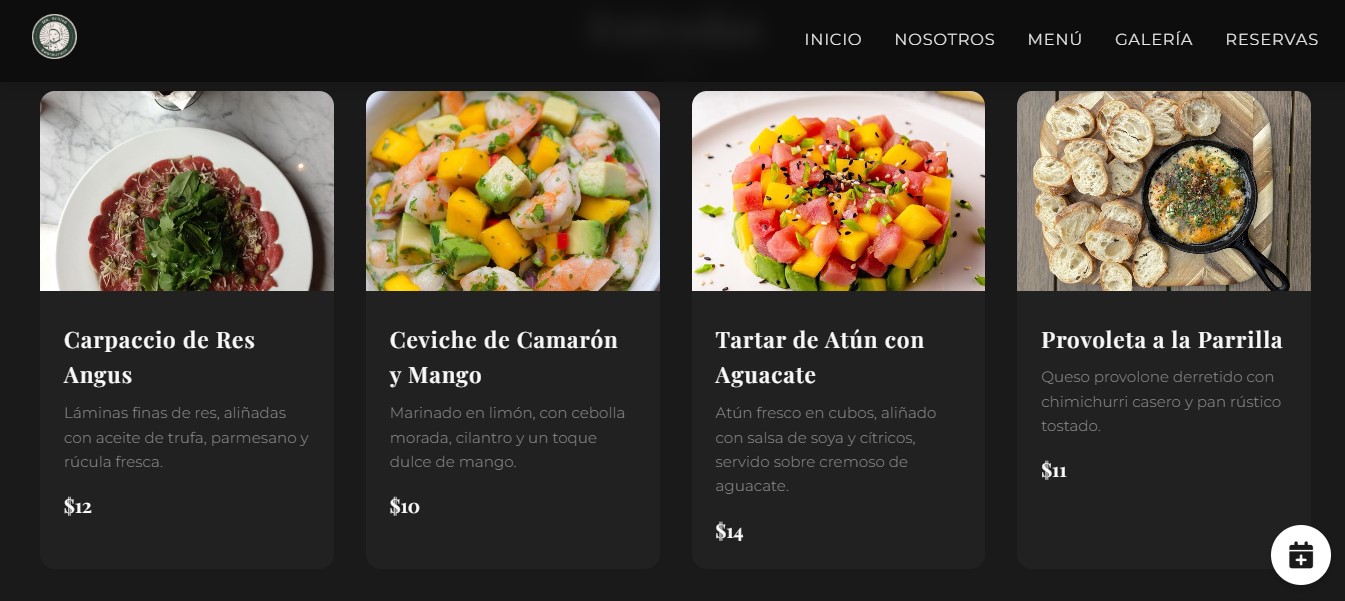 INICIO NOSOTROS MENÚ GALERÍA RESERVAS
Carpaccio de Res
Angus
Láminas finas de res, aliñadas
con aceite de trufa, parmesano y
rúcula fresca.
$12
Ceviche de Camarón
y Mango
Marinado en limón, con cebolla
morada, cilantro y un toque
dulce de mango.
$10
Tartar de Atún con
Aguacate
Atún fresco en cubos, aliñado
con salsa de soya y cítricos,
servido sobre cremoso de
aguacate.
$14
Provoleta a la Parrilla
Queso provolone derretido con
chimichurri casero y pan rústico
tostado.
$11